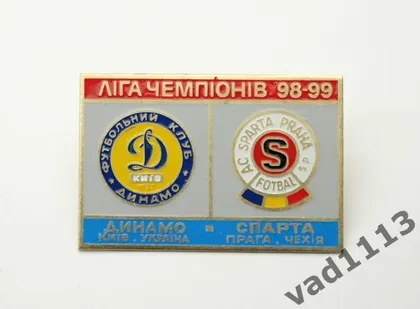 ЛІГА ЧЕМПІОНІВ 98-99
ФУТБОЛЬНИЙ КЛУБ
Д
КИЇВ
ДИНАМО
AC SPARTA PRAHA
S
FOTBAL
ДИНАМО - СПАРТА
КИЇВ . УКРАЇНА ПРАГА . ЧЕХІЯ
vad1113